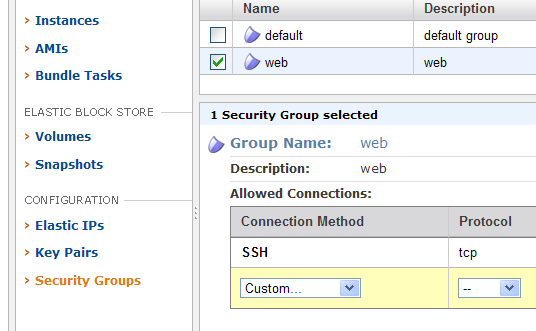 Instances
AMIs
Bundle Tasks
ELASTIC BLOCK STORE
Volumes
Snapshots
CONFIGURATION
Elastic IPs
Key Pairs
Security Groups
Name Description
default default group
web web
1 Security Group selected
Group Name: web
Description: web
Allowed Connections:
Connection Method Protocol
SSH tcp
Custom... --